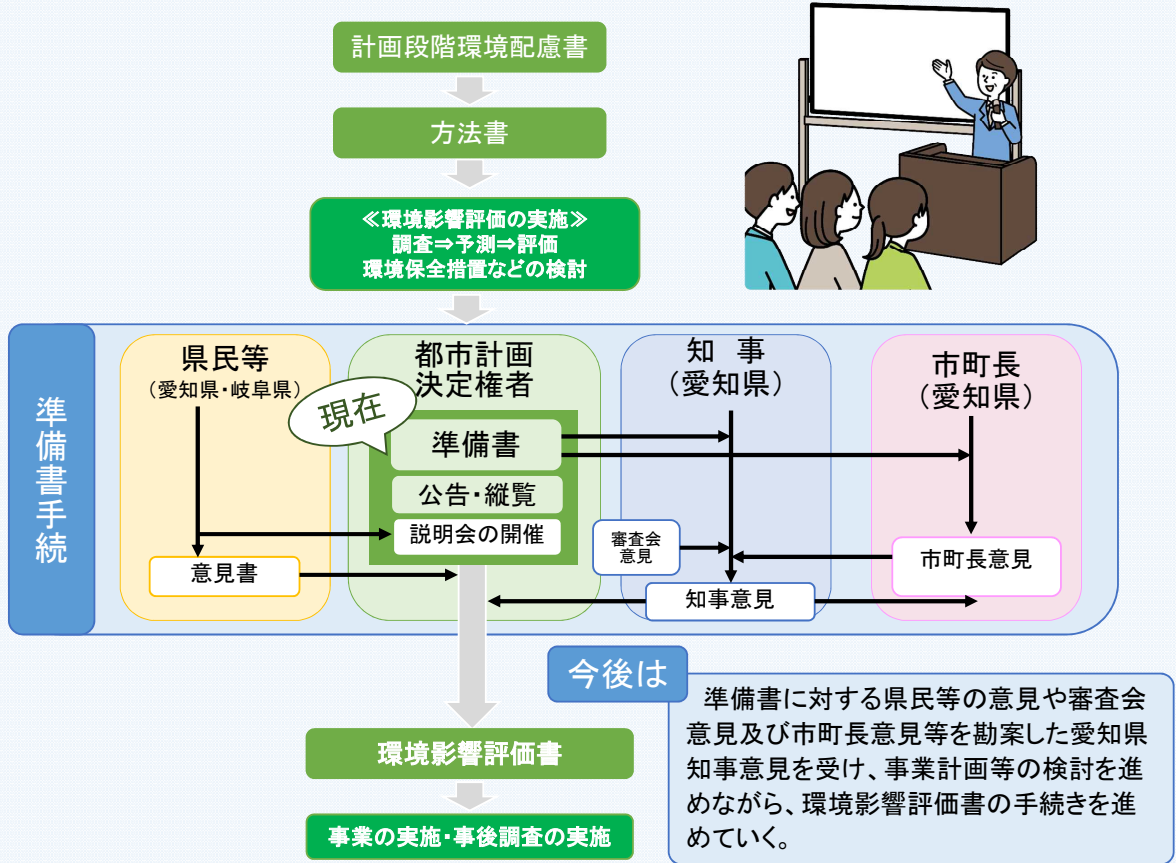 計画段階環境配慮書
方法書
≪環境影響評価の実施≫
調査⇒予測⇒評価
環境保全措置などの検討
準備書手続
県民等
（愛知県・岐阜県）
意見書
都市計画
決定権者
現在
準備書
公告・縦覧
説明会の開催
知　事
（愛知県）
審査会
意見
知事意見
市町長
（愛知県）
市町長意見
今後は
準備書に対する県民等の意見や審査会
意見及び市町長意見等を勘案した愛知県
知事意見を受け、事業計画等の検討を進
めながら、環境影響評価書の手続きを進
めていく。
環境影響評価書
事業の実施・事後調査の実施